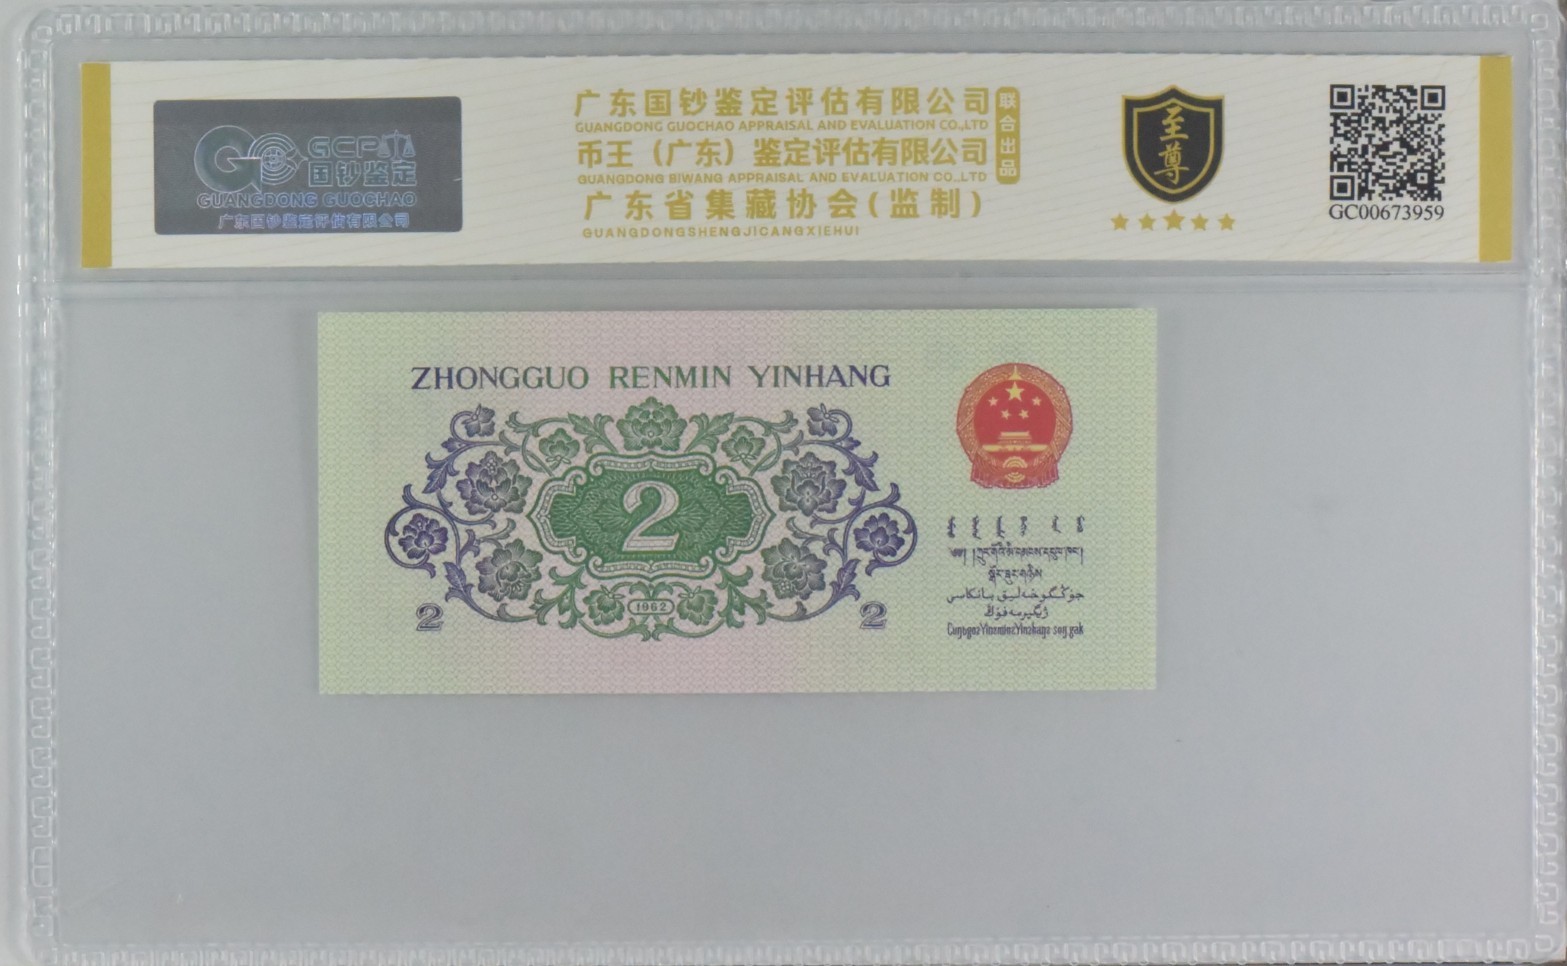 GCP
国钞鉴定
GUANGDONG GUOCHAO
广东国钞鉴定评估有限公司
广东国钞鉴定评估有限公司
GUANGDONG GUOCHAO APPRAISAL AND EVALUATION CO.,LTD
币王（广东）鉴定评估有限公司
GUANGDONG BIWANG APPRAISAL AND EVALUATION CO.,LTD
广东省集藏协会(监制)
GUANGDONGSHENGJICANGXIEHUI
联合出品
至尊
GC00673959
ZHONGGUO RENMIN YINHANG
2
1962
2
2